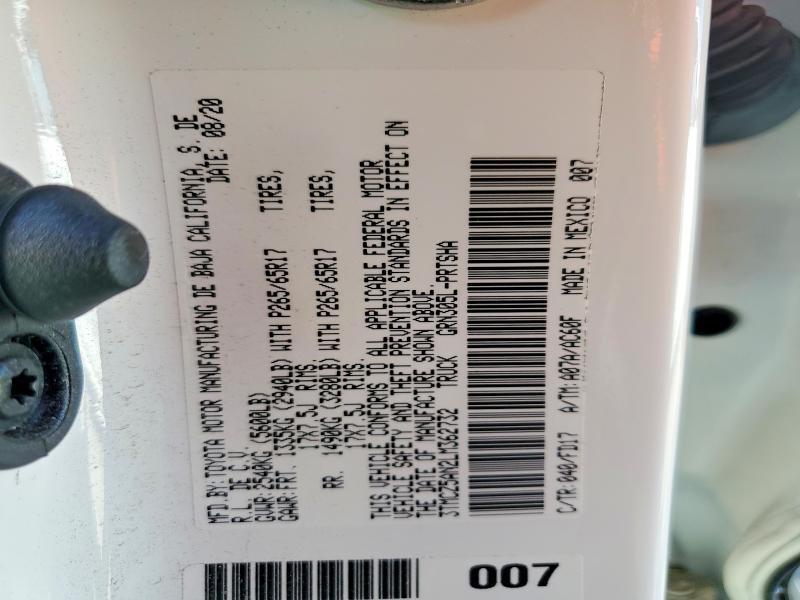 MFD BY:TOYOTA MOTOR MANUFACTURING DE BAJA CALIFORNIA, S. DE
R.L. DE C.V. DATE: 08/20
GVWR:2540KG (5600LB)
GAWR:FRT. 1335KG (2940LB) WITH P265/65R17 TIRES,
17X7.5J RIMS.
RR. 1490KG (3280LB) WITH P265/65R17 TIRES,
17X7.5J RIMS.
THIS VEHICLE CONFORMS TO ALL APPLICABLE FEDERAL MOTOR
VEHICLE SAFETY AND THEFT PREVENTION STANDARDS IN EFFECT ON
THE DATE OF MANUFACTURE SHOWN ABOVE.
3TMCZ5AN2LM362752 TRUCK GRN305L-PRTSHA
C/TR:040/FD17 A/TM:A07A/AC60F MADE IN MEXICO 007
007